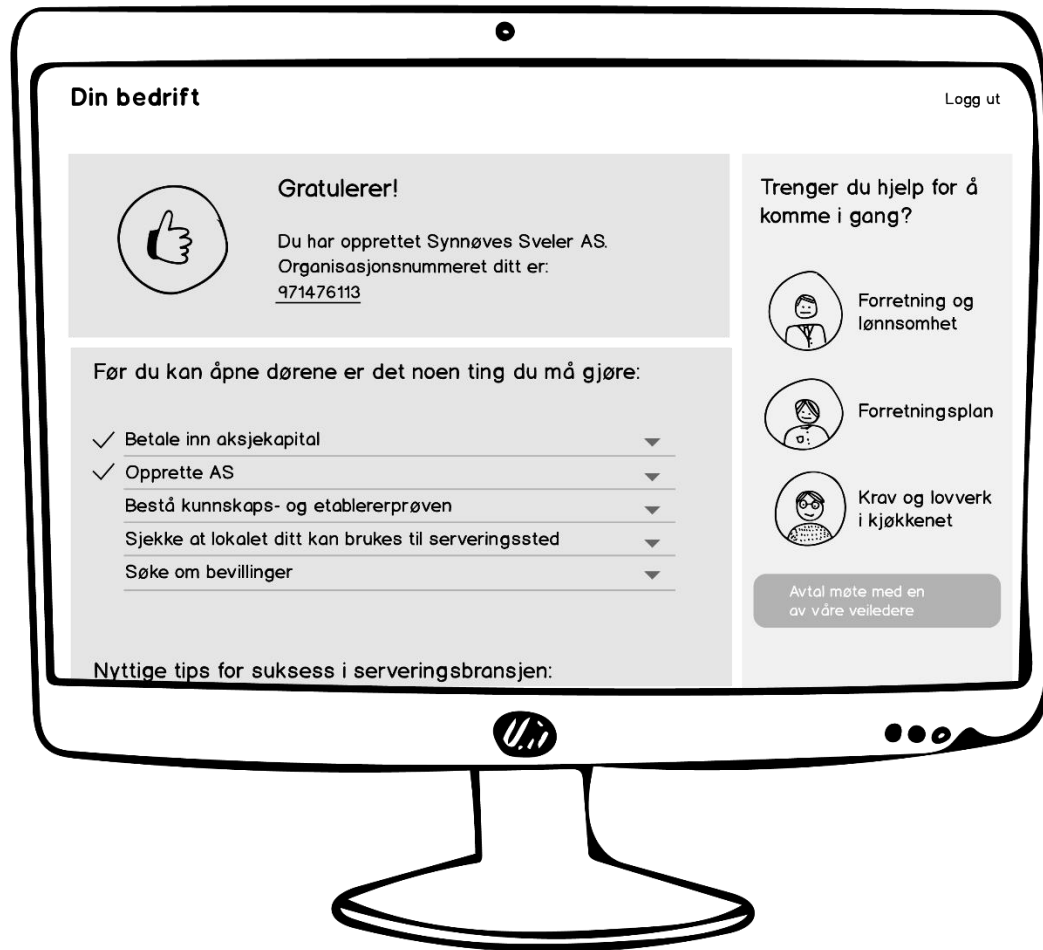 Din bedrift
Logg ut
Gratulerer!
Du har opprettet Synnøves Sveler AS.
Organisasjonsnummeret ditt er:
971476113
Før du kan åpne dørene er det noen ting du må gjøre:
Betale inn aksjekapital
Opprette AS
Bestå kunnskaps- og etablererprøven
Sjekke at lokalet ditt kan brukes til serveringssted
Søke om bevillinger
Nyttige tips for suksess i serveringsbransjen:
Trenger du hjelp for å
komme i gang?
Forretning og
lønnsomhet
Forretningsplan
Krav og lovverk
i kjøkkenet
Avtal møte med en
av våre veiledere